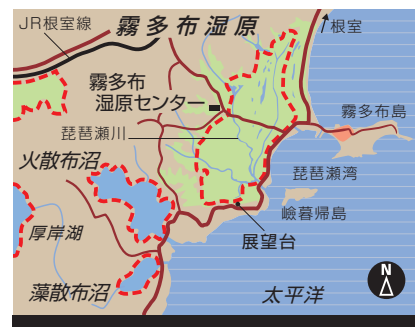 JR根室線
霧多布湿原
根室
霧多布
湿原センター
霧多布島
琵琶瀬川
火散布沼
琵琶瀬湾
嶮暮帰島
厚岸湖
展望台
藻散布沼
太平洋
N